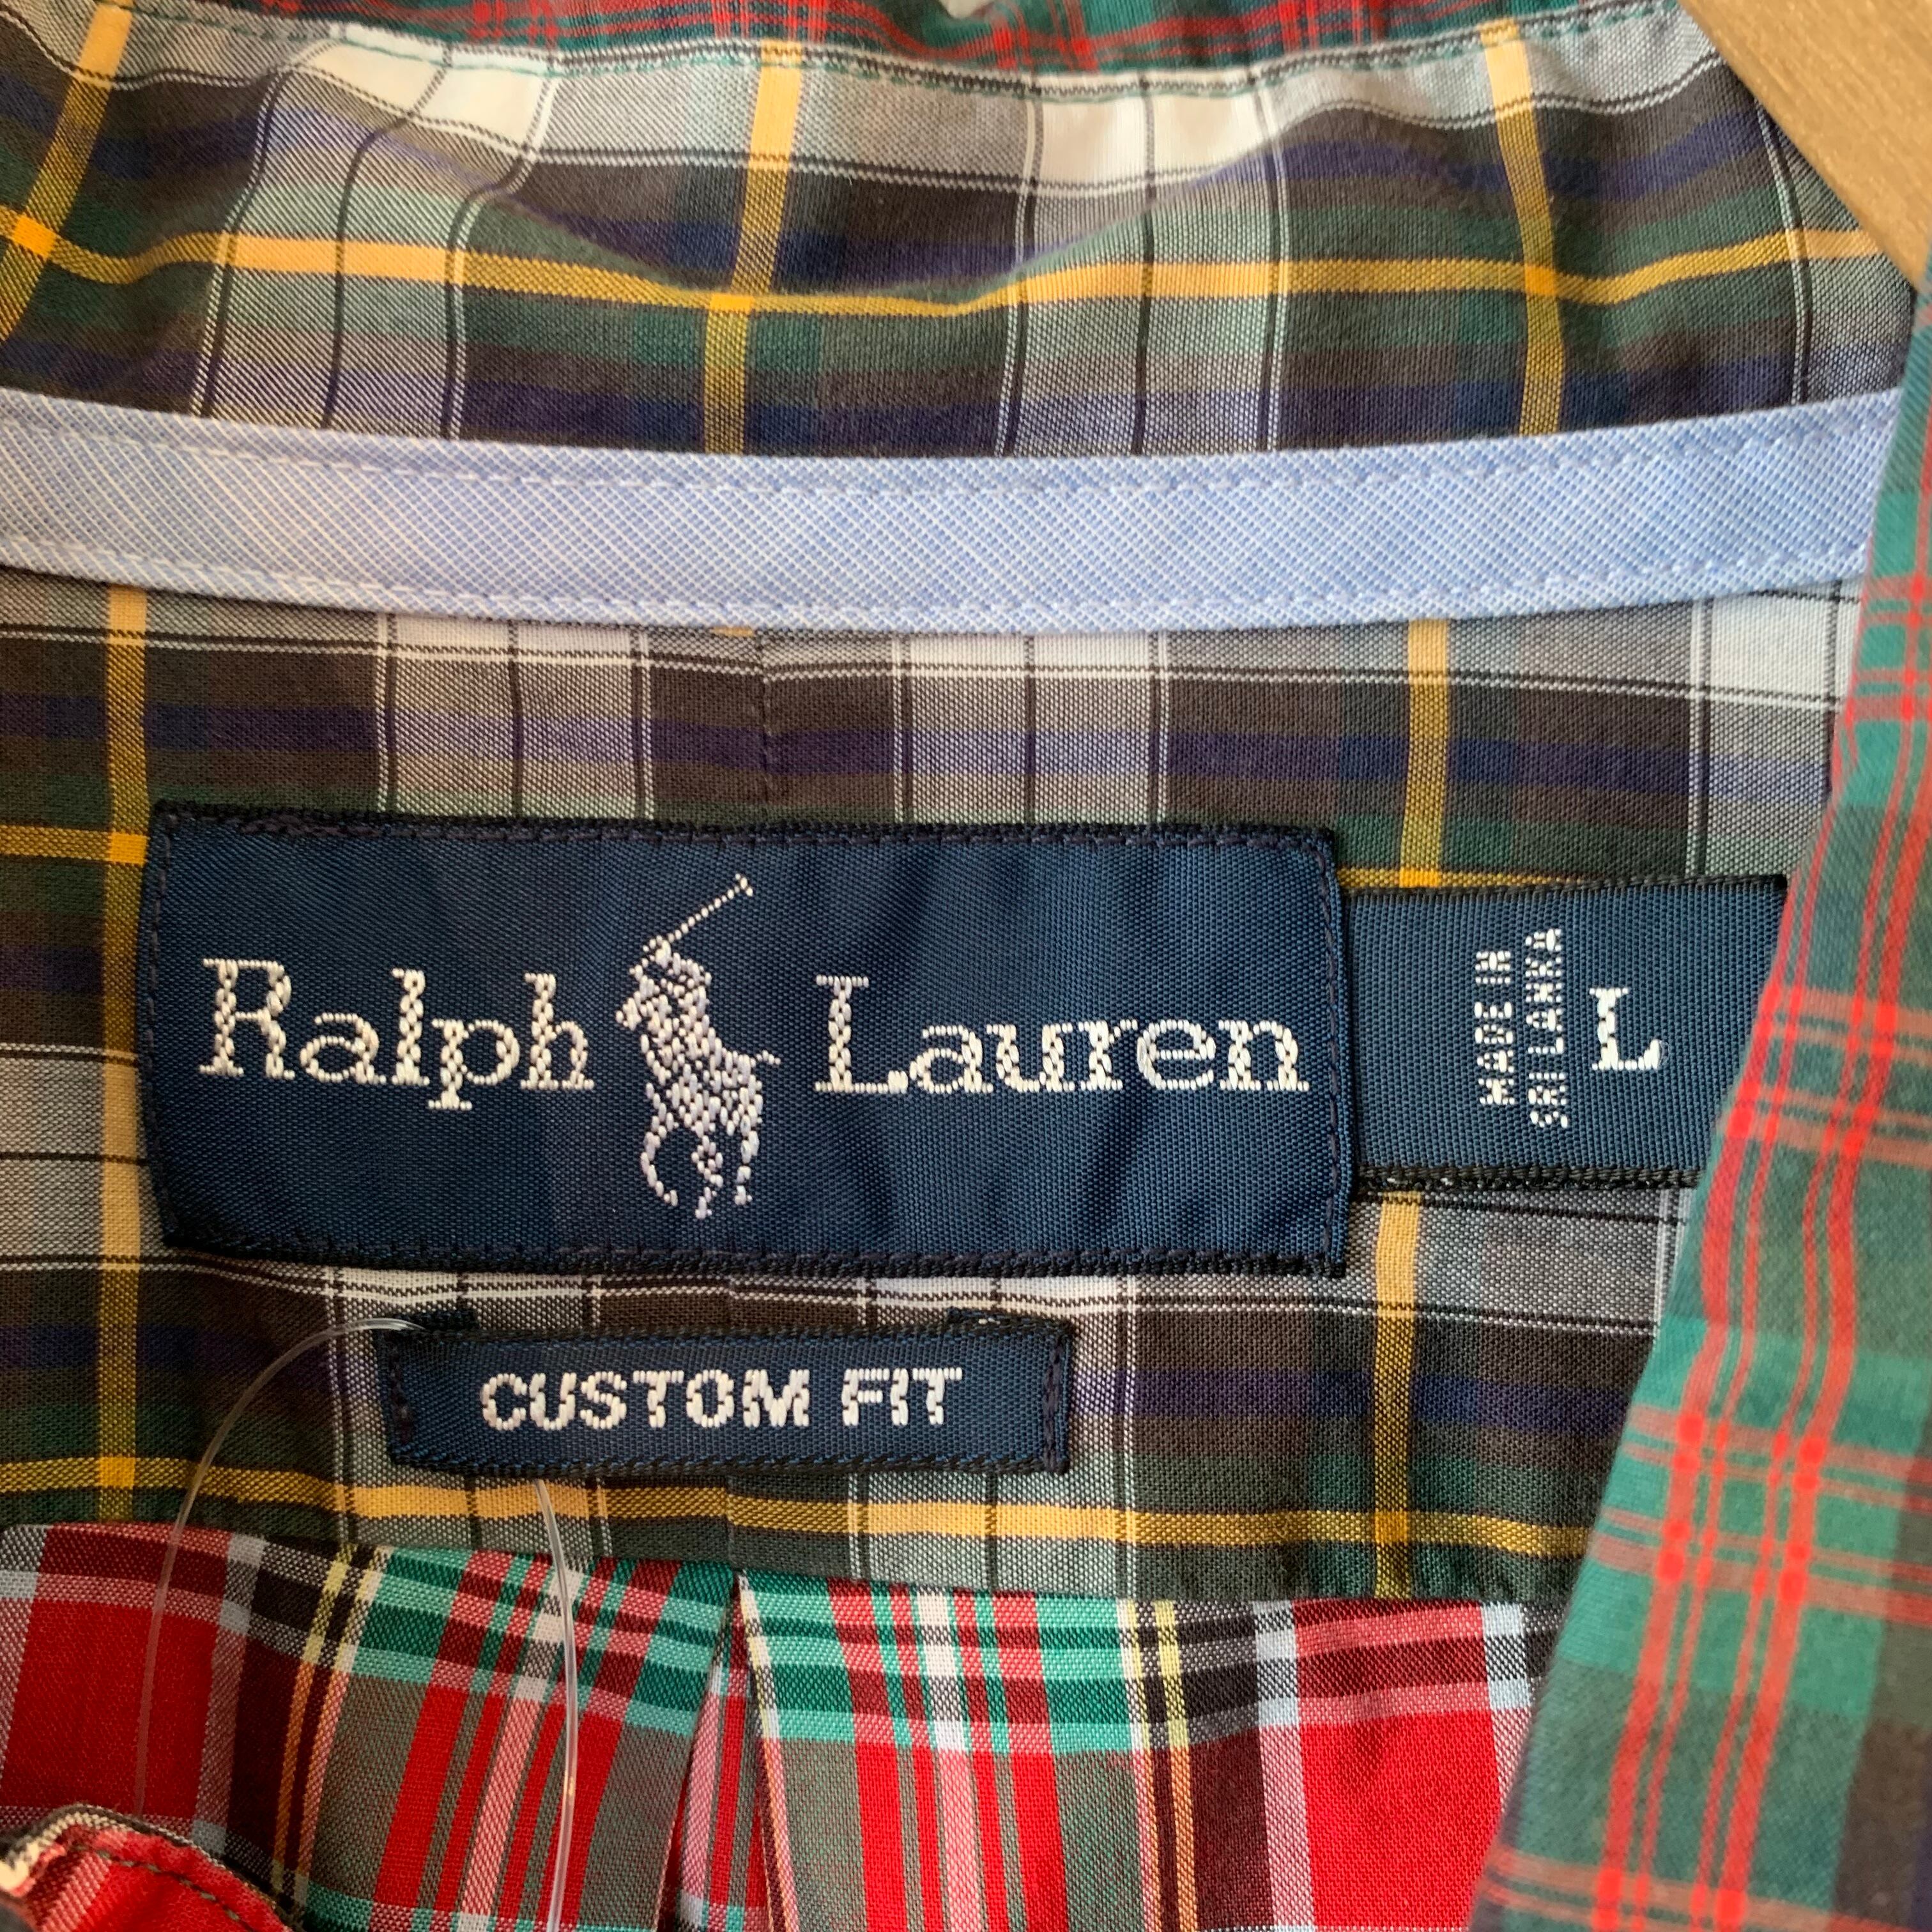 Ralph Lauren
MADE IN
SRI LANKA
L
CUSTOM FIT